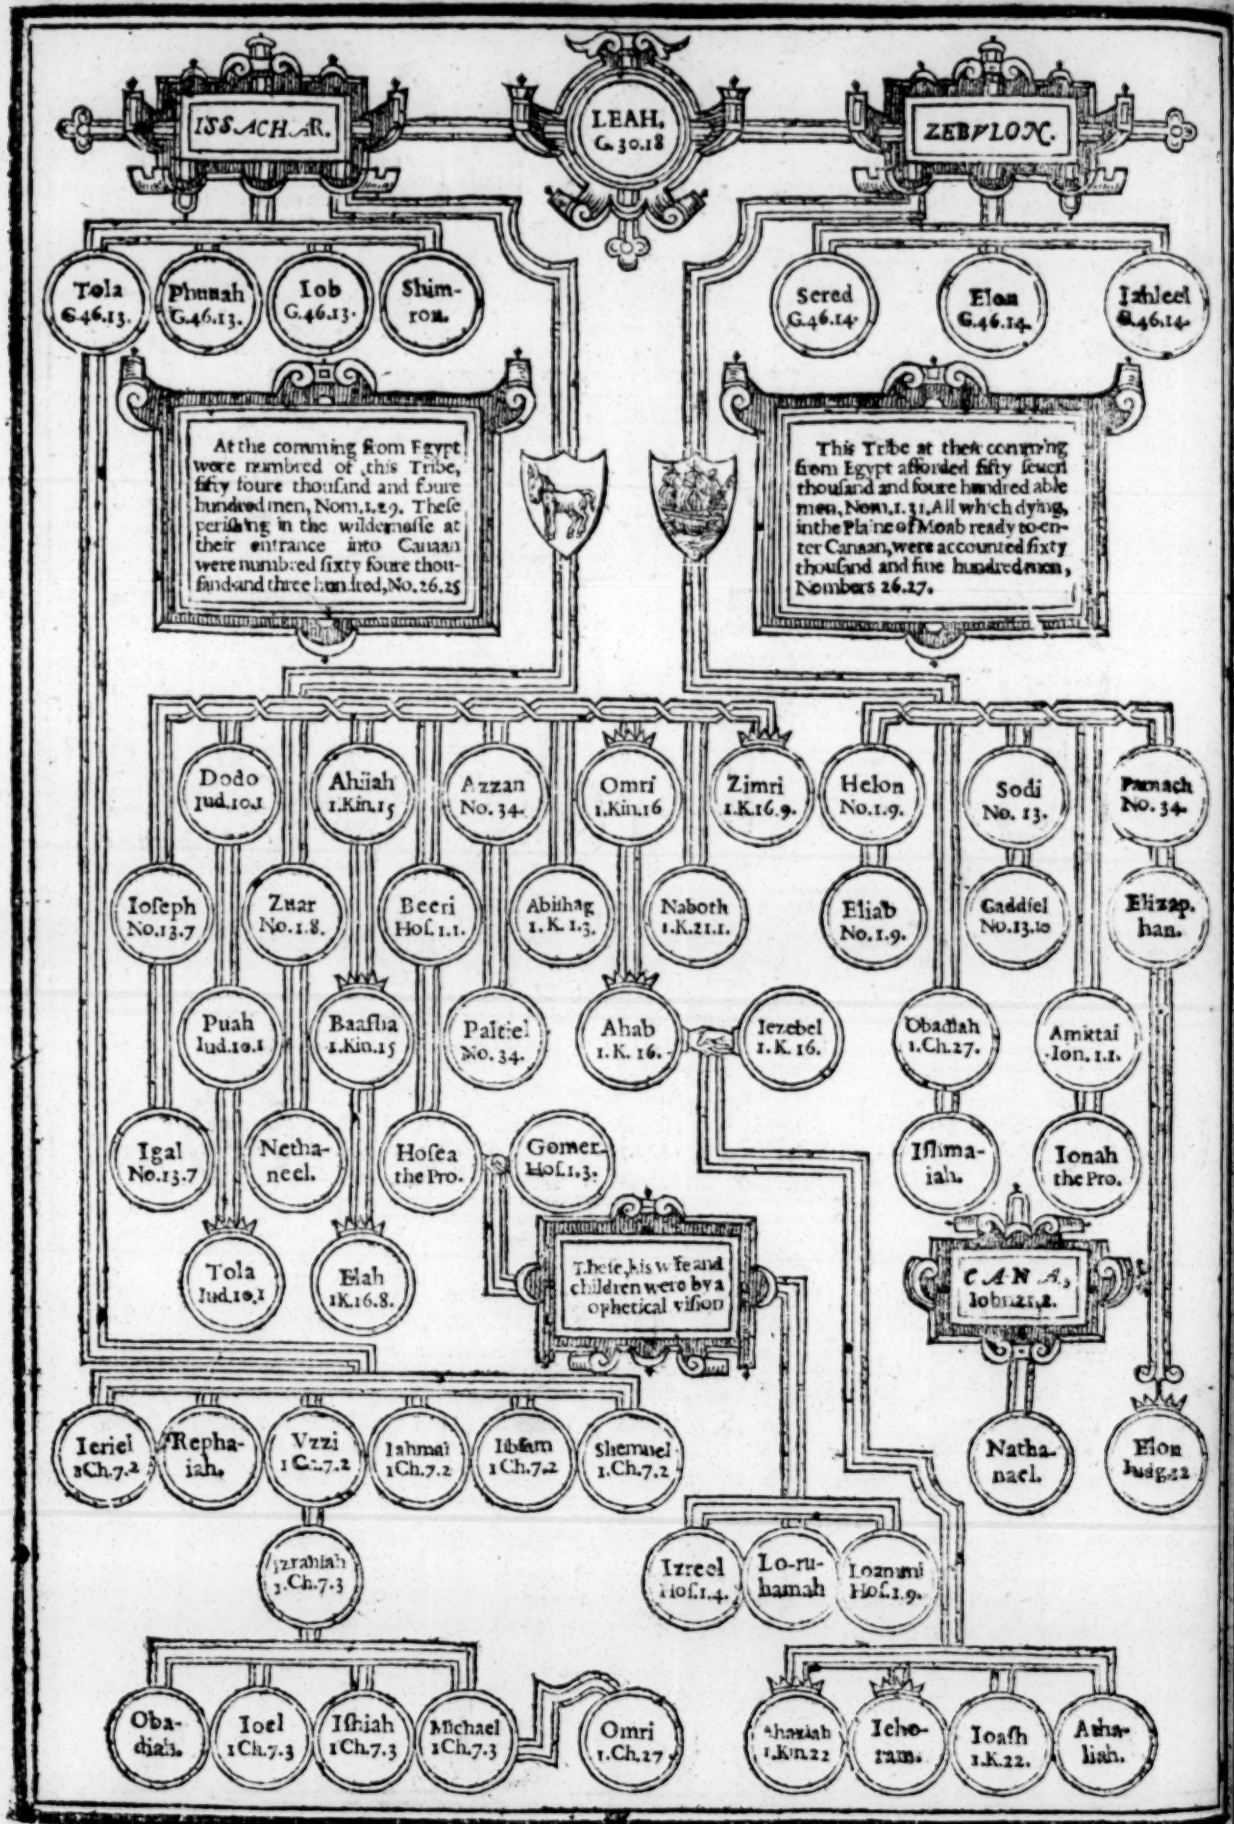 ISSACHAR.
LEAH.
G. 30.18
ZEBVLON.
Tola
G.46.13.
Phuuah
G.46.13.
Iob
G.46.13.
Shim-
ron.
Sered
G.46.14.
Elon
G.46.14.
Iahleel
G.46.14.
At the comming from Egypt
were numbred of this Tribe,
fifty foure thouſand and foure
hundred men, Nom.1.29. Theſe
periſhing in the wilderneſſe at
their entrance into Canaan
were numbred ſixty foure thou-
ſand and three hundred, No. 26.25
This Tribe at their comming
from Egypt afforded fifty ſeuen
thouſand and foure hundred able
men, Nom.1.31. All which dying,
in the Plaine of Moab ready to en-
ter Canaan, were accounted ſixty
thouſand and fiue hundred men,
Nombers 26.27.
Dodo
Iud.10.1
Ahiiah
1.Kin.15
Azzan
No. 34.
Omri
1.Kin.16
Zimri
1.K.16.9.
Helon
No.1.9.
Sodi
No. 13.
Parnach
No. 34.
Ioſeph
No.13.7
Zuar
No.1.8.
Beeri
Hoſ.1.1.
Abiſhag
1. K. 1.3.
Naboth
1.K.21.1.
Eliab
No.1.9.
Gaddiel
No.13.10
Elizap.
han.
Puah
Iud.10.1
Baaſha
1.Kin.15
Paltiel
No. 34.
Ahab
1. K. 16.
Iezebel
1. K. 16.
Obadiah
1.Ch.27.
Amittai
Ion. 1.1.
Igal
No.13.7
Netha-
neel.
Hoſea
the Pro.
Gomer
Hoſ.1.3.
Iſhma-
iah.
Ionah
the Pro.
Tola
Iud.10.1
Elah
1K.16.8.
Theſe, his wife and
children were by a
ophetical viſion
CANA,
Iohn 21,2.
Ieriel
1Ch.7.2
Repha-
iah.
Vzzi
1 Ch.7.2
Iahmai
1Ch.7.2
Iibſam
1Ch.7.2
Shemuel
1.Ch.7.2
Natha-
nael.
Elon
Iudg.12
Izrahiah
1.Ch.7.3
Izreel
Hoſ.1.4.
Lo-ru-
hamah
Loammi
Hoſ.1.9.
Oba-
diah.
Ioel
1Ch.7.3
Iſhiah
1Ch.7.3
Michael
1Ch.7.3
Omri
1.Ch.27
Ahaziah
1.Kin.22
Ieho-
ram.
Ioaſh
1.K.22.
Atha-
liah.